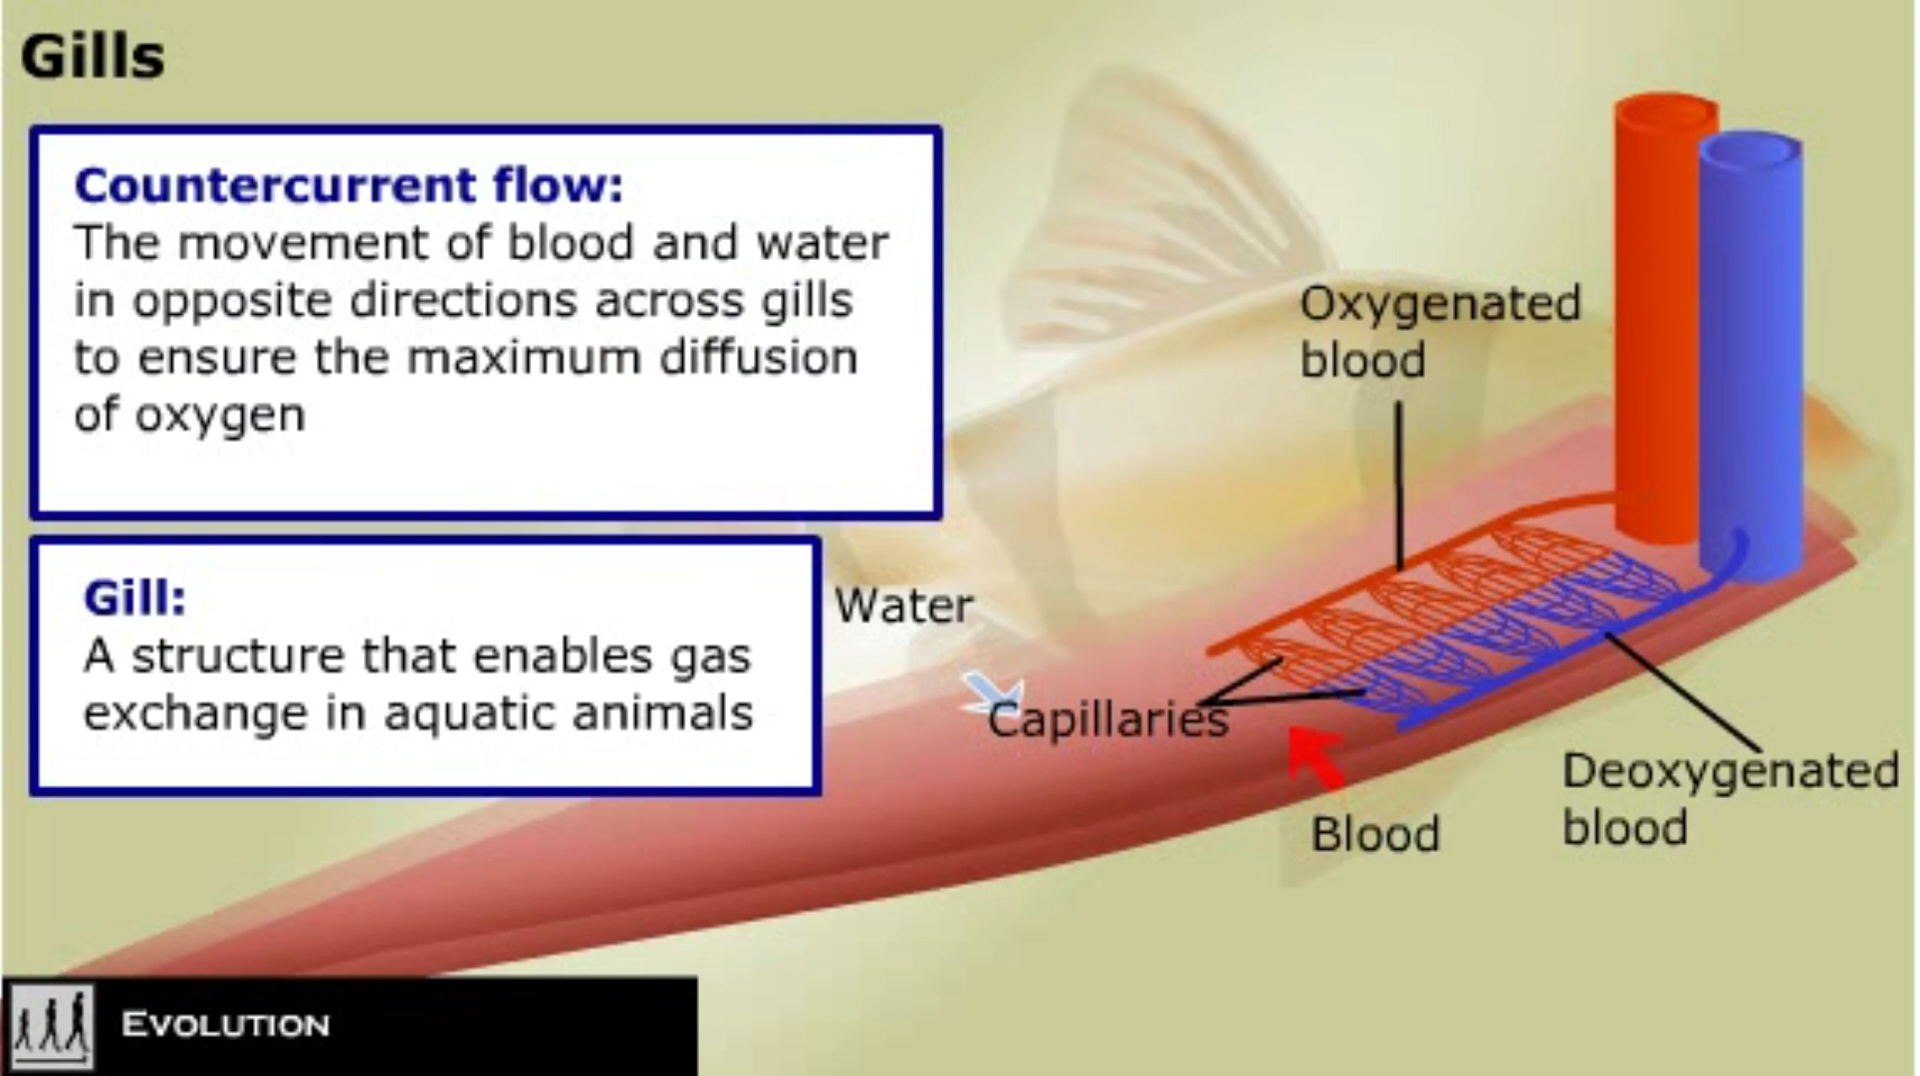 Gills
Countercurrent flow:
The movement of blood and water
in opposite directions across gills
to ensure the maximum diffusion
of oxygen
Gill:
A structure that enables gas
exchange in aquatic animals
Oxygenated
blood
Water
Capillaries
Blood
Deoxygenated
blood
EVOLUTION